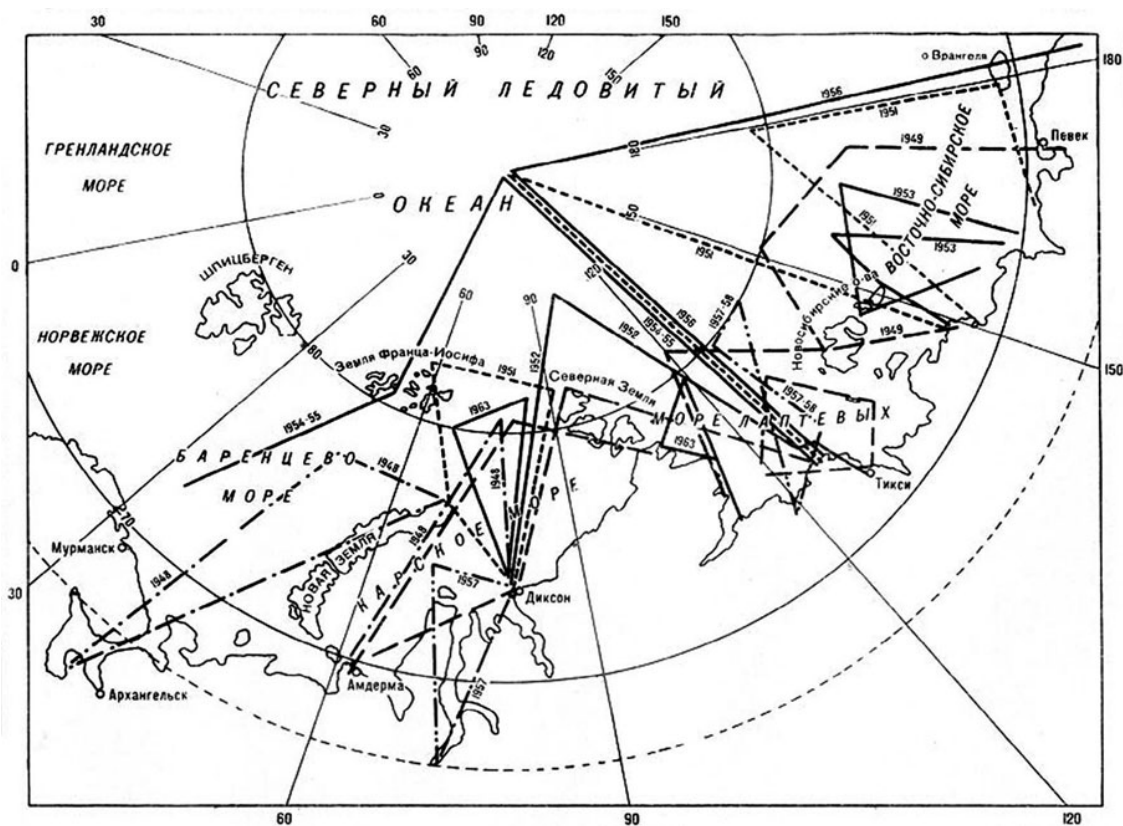 30
60
90
120
150
30
60
90
120
150
180
о Врангеля
СЕВЕРНЫЙ ЛЕДОВИТЫЙ
1956
1951
30
180
1949
Певек
ГРЕНЛАНДСКОЕ
МОРЕ
0
ОКЕАН
1953
1951
ВОСТОЧНО-СИБИРСКОЕ
МОРЕ
150
1953
1951
0
30
ШПИЦБЕРГЕН
120
Новосибирские о-ва
60
90
НОРВЕЖСКОЕ
МОРЕ
1954-55
1956
1957-58
1952
1949
80
Земля Франца-Иосифа
1951
1952
Северная Земля
150
1957-58
1963
МОРЕ ЛАПТЕВЫХ
1954-55
1963
БАРЕНЦЕВО
МОРЕ
1948
1948
Тикси
70
Мурманск
НОВАЯ ЗЕМЛЯ
1949
КАРСКОЕ МОРЕ
1948
1957
30
Диксон
Амдерма
1957
Архангельск
60
90
120